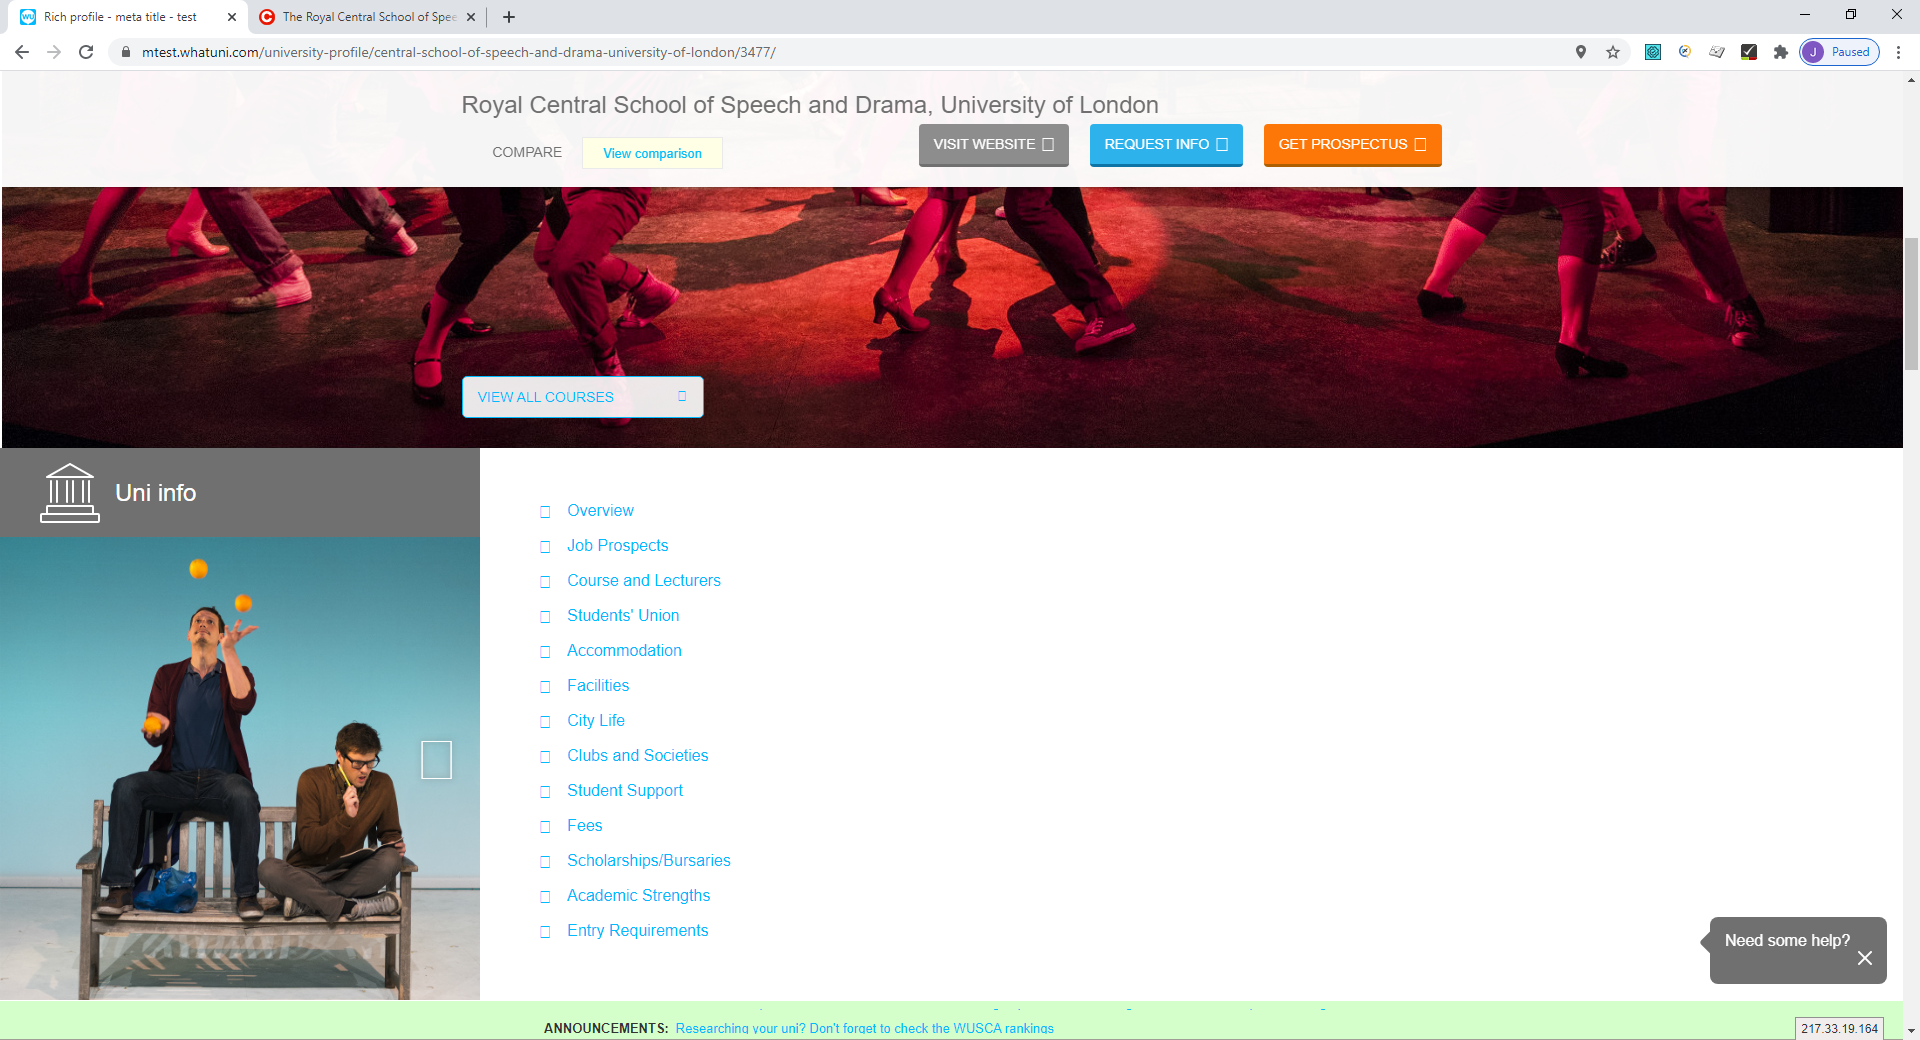 Rich profile - meta title - test
The Royal Central School of Spee
mtest.whatuni.com/university-profile/central-school-of-speech-and-drama-university-of-london/3477/
J Paused
Royal Central School of Speech and Drama, University of London
COMPARE
View comparison
VISIT WEBSITE
REQUEST INFO
GET PROSPECTUS
VIEW ALL COURSES
Uni info
Overview
Job Prospects
Course and Lecturers
Students' Union
Accommodation
Facilities
City Life
Clubs and Societies
Student Support
Fees
Scholarships/Bursaries
Academic Strengths
Entry Requirements
Need some help?
ANNOUNCEMENTS: Researching your uni? Don't forget to check the WUSCA rankings
217.33.19.164